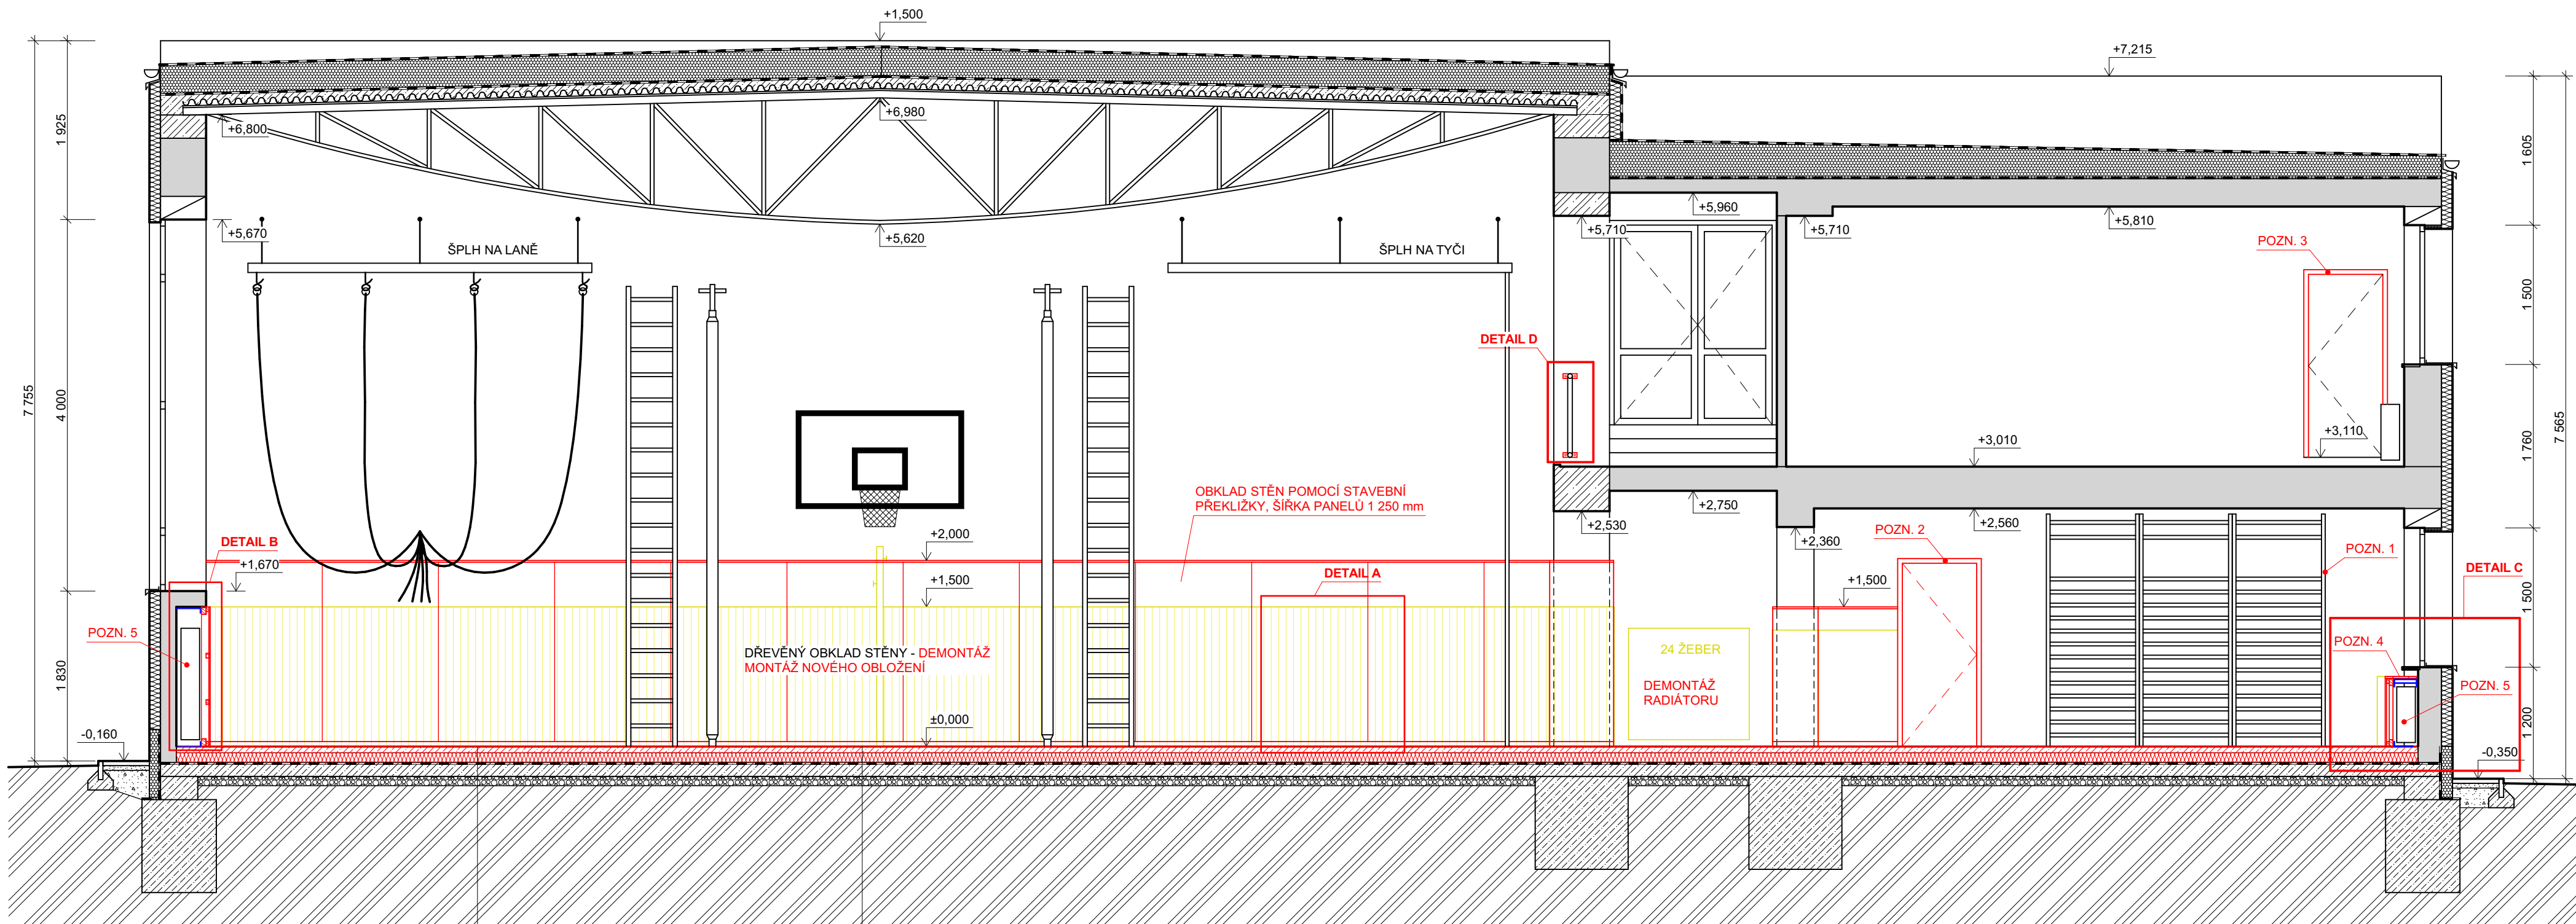 +1,500
+7,215
+6,800
+6,980
+5,670
+5,620
+5,960
+5,710
+5,710
+5,810
ŠPLH NA LANĚ
ŠPLH NA TYČI
POZN. 3
DETAIL D
7 755
1 925
4 000
1 830
1 605
1 500
1 760
1 500
1 200
7 565
+3,110
+3,010
+2,750
+2,530
+2,560
+2,360
OBKLAD STĚN POMOCÍ STAVEBNÍ
PŘEKLIŽKY, ŠÍŘKA PANELŮ 1 250 mm
DETAIL B
+2,000
+1,670
+1,500
DETAIL A
POZN. 2
POZN. 1
DETAIL C
+1,500
POZN. 5
DŘEVĚNÝ OBKLAD STĚNY - DEMONTÁŽ
MONTÁŽ NOVÉHO OBLOŽENÍ
24 ŽEBER
DEMONTÁŽ
RADIÁTORU
POZN. 4
POZN. 5
±0,000
-0,160
-0,350